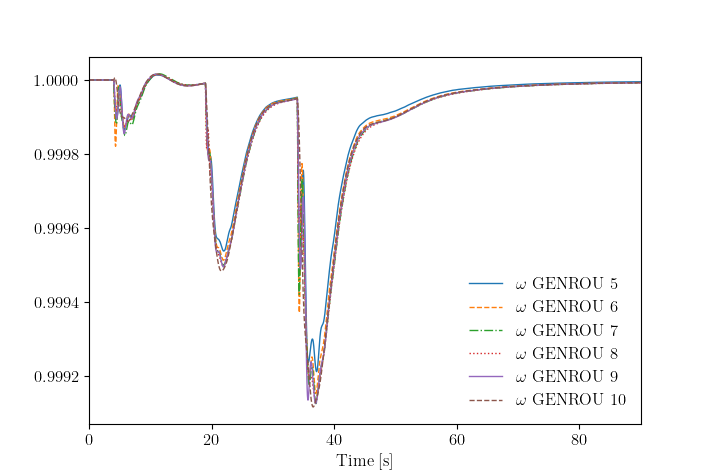 1.0000
0.9998
0.9996
0.9994
0.9992
0
20
40
60
80
Time [s]
ω GENROU 5
ω GENROU 6
ω GENROU 7
ω GENROU 8
ω GENROU 9
ω GENROU 10